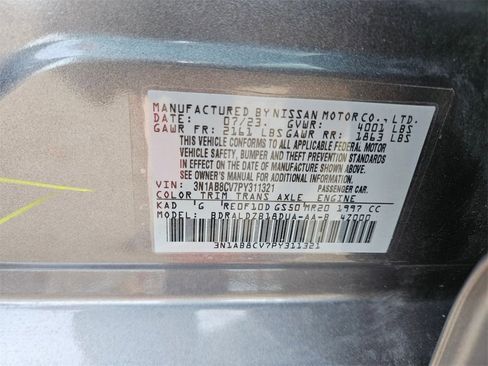 MANUFACTURED BY NISSAN MOTOR CO., LTD.
DATE: 07/23 GVWR: 4001 LBS
GAWR FR: 2161 LBS GAWR RR: 1863 LBS
THIS VEHICLE CONFORMS TO ALL APPLICABLE FEDERAL MOTOR
VEHICLE SAFETY, BUMPER AND THEFT PREVENTION STANDARDS
IN EFFECT ON THE DATE OF MANUFACTURE SHOWN ABOVE.
SEE OWNER'S MANUAL FOR ADDITIONAL INFORMATION
VIN: 3N1AB8CV7PY311321 PASSENGER CAR
COLOR TRIM TRANS AXLE ENGINE
KAD G RE0F10D GS50 MR20 1997 CC
MODEL: BDRALDZB18DUA-AA-B 47000
3N1AB8CV7PY311321